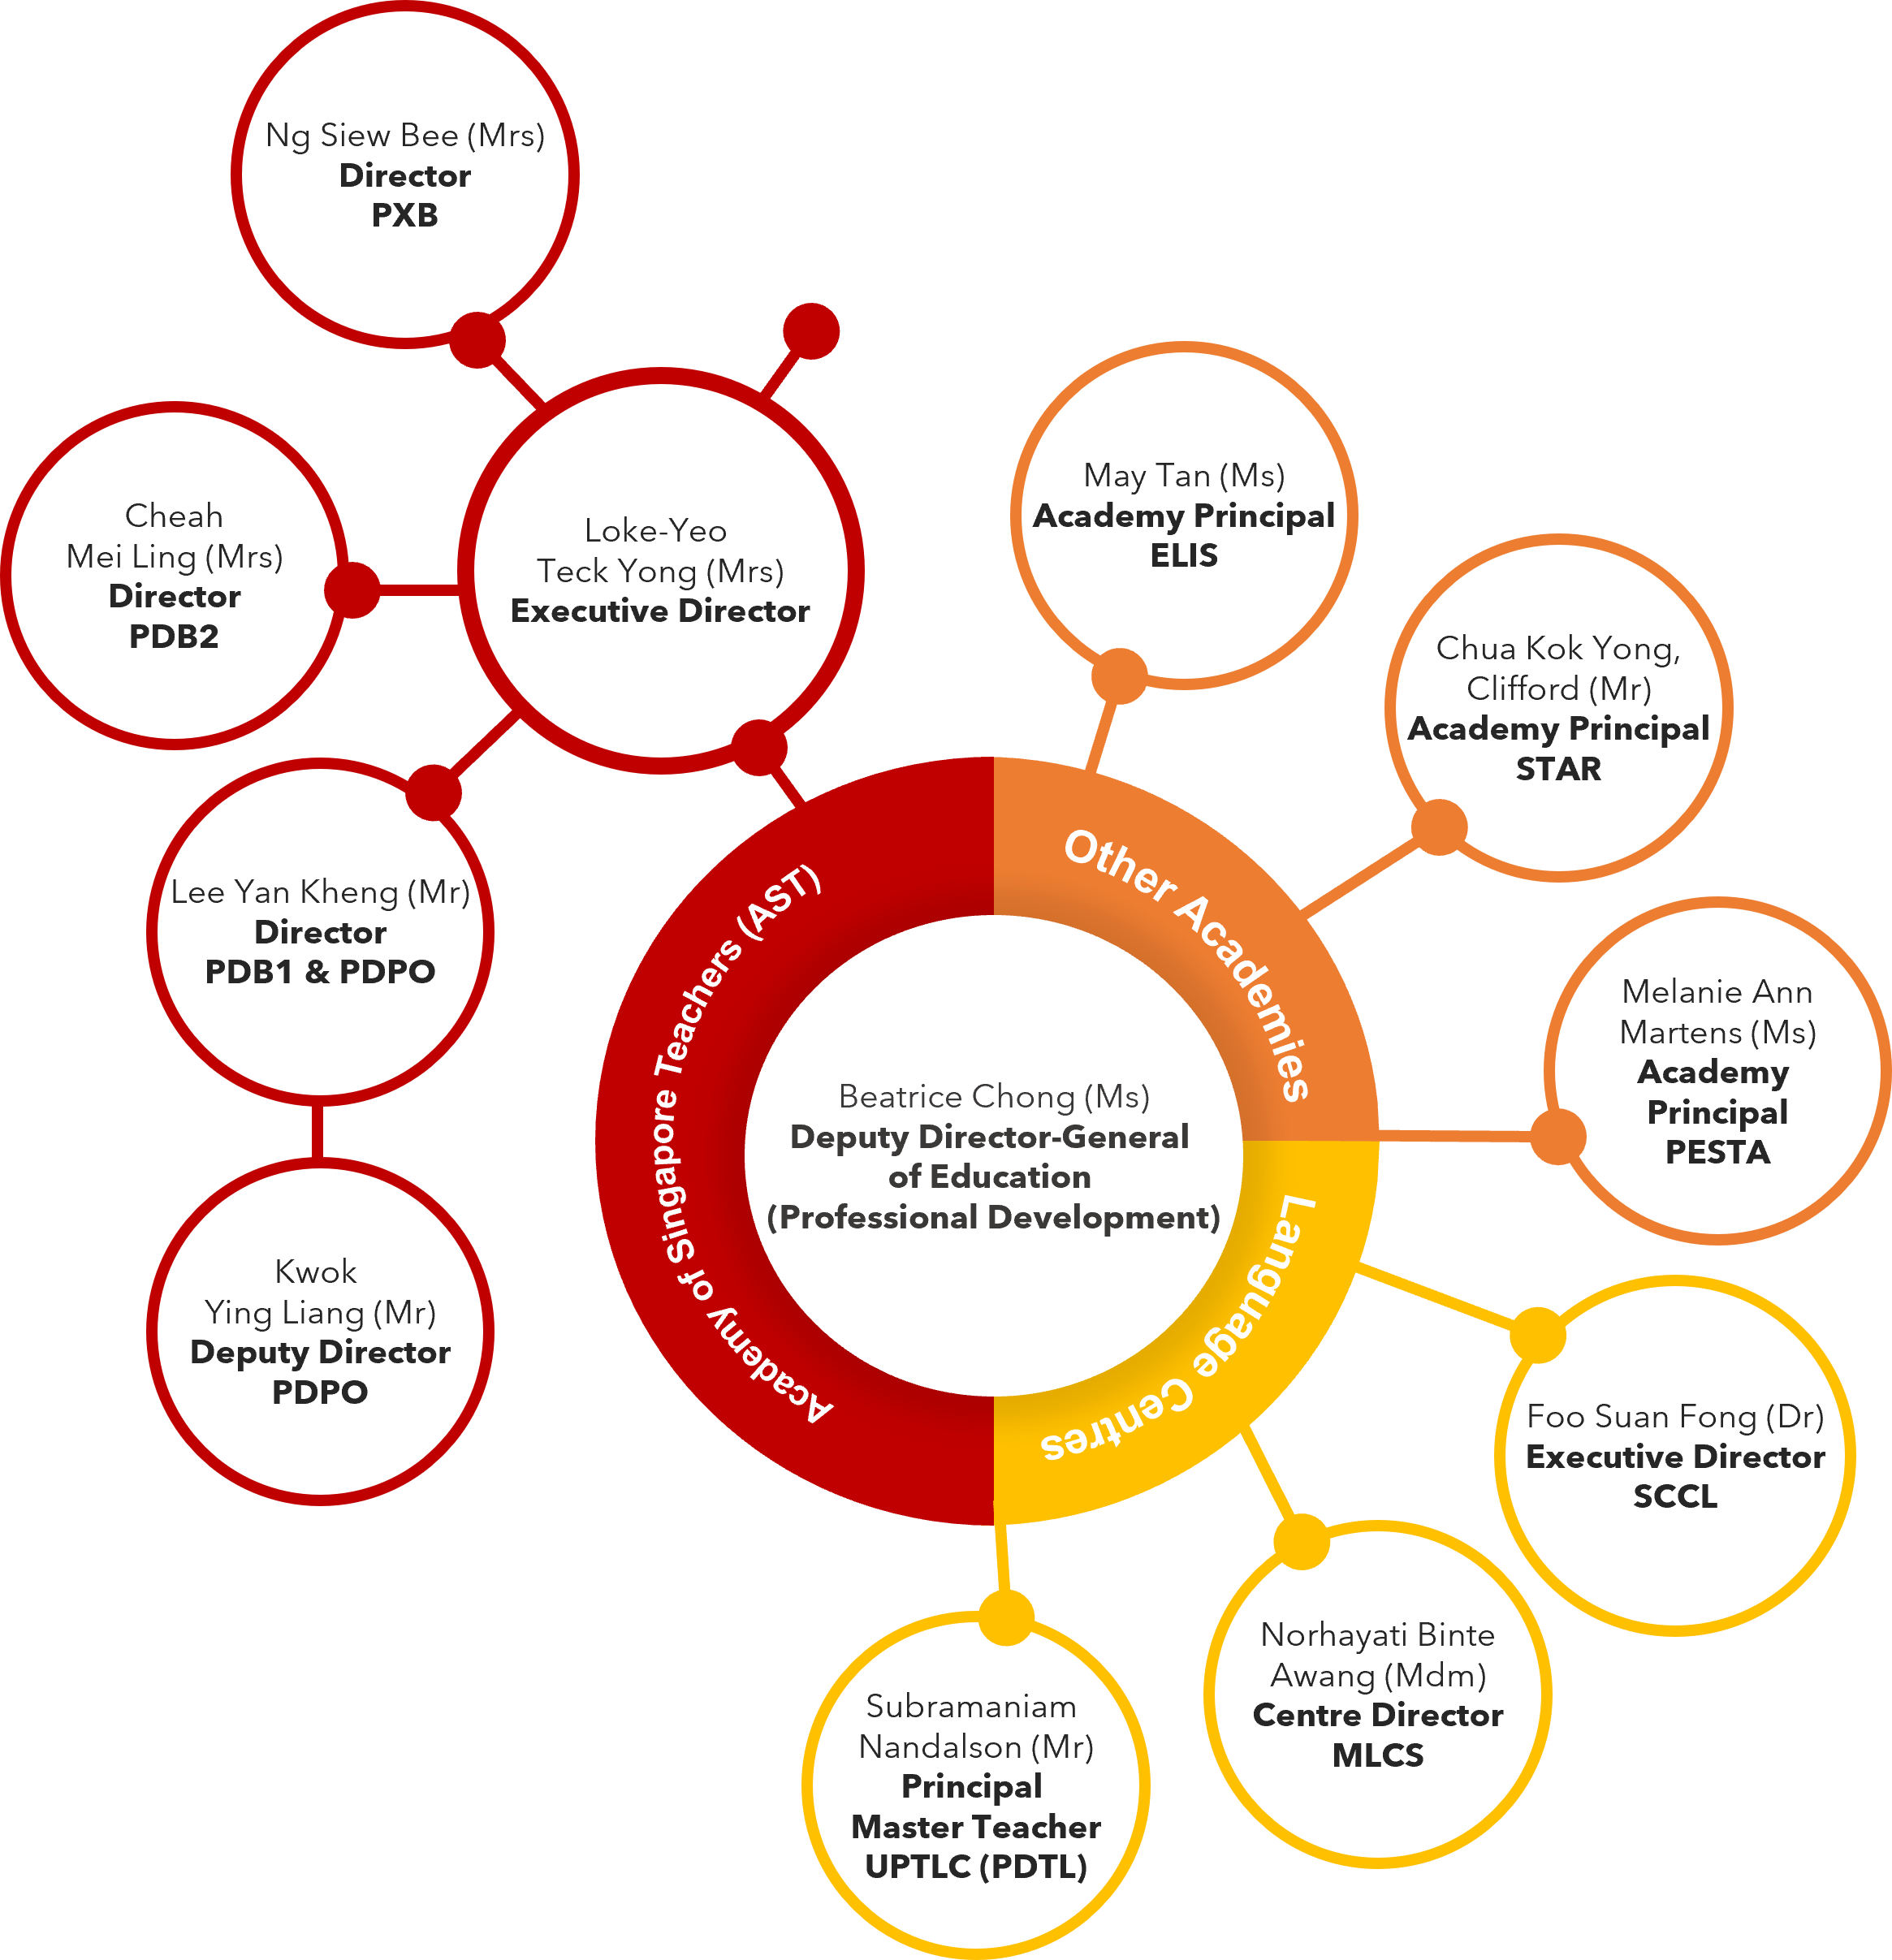 Ng Siew Bee (Mrs)
Director
PXB
Cheah
Mei Ling (Mrs)
Director
PDB2
Loke-Yeo
Teck Yong (Mrs)
Executive Director
Lee Yan Kheng (Mr)
Director
PDB1 & PDPO
Kwok
Ying Liang (Mr)
Deputy Director
PDPO
May Tan (Ms)
Academy Principal
ELIS
Chua Kok Yong,
Clifford (Mr)
Academy Principal
STAR
Melanie Ann
Martens (Ms)
Academy
Principal
PESTA
Academy of Singapore Teachers (AST)
Other Academies
Language Centres
Beatrice Chong (Ms)
Deputy Director-General
of Education
(Professional Development)
Foo Suan Fong (Dr)
Executive Director
SCCL
Norhayati Binte
Awang (Mdm)
Centre Director
MLCS
Subramaniam
Nandalson (Mr)
Principal
Master Teacher
UPTLC (PDTL)